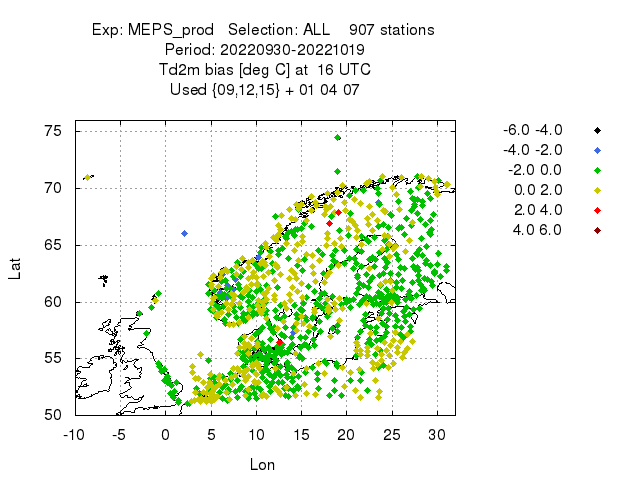 Exp: MEPS_prod   Selection: ALL    907 stations
Period: 20220930-20221019
Td2m bias [deg C] at  16 UTC
Used {09,12,15} + 01 04 07
-6.0 -4.0
-4.0 -2.0
-2.0 0.0
0.0 2.0
2.0 4.0
4.0 6.0
75
70
65
60
55
50
Lat
-10 -5 0 5 10 15 20 25 30
Lon